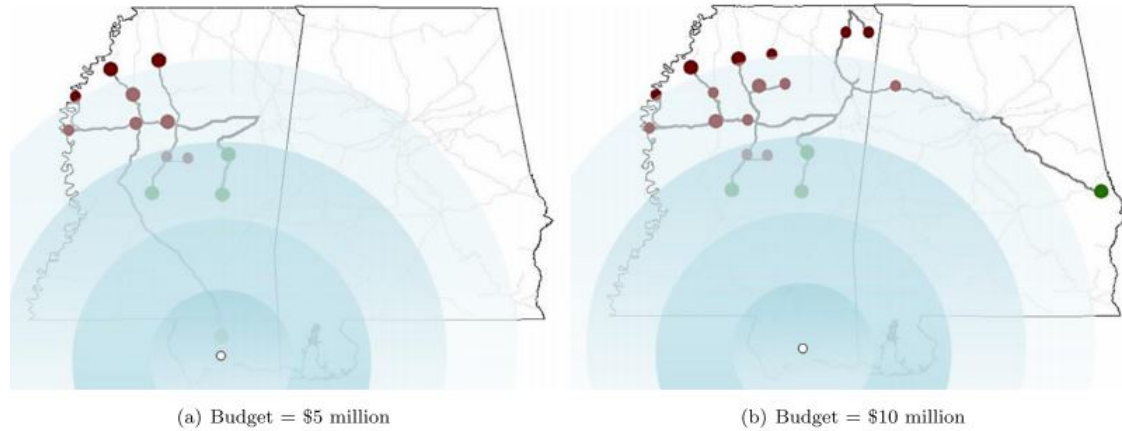 (a) Budget = $5 million
(b) Budget = $10 million